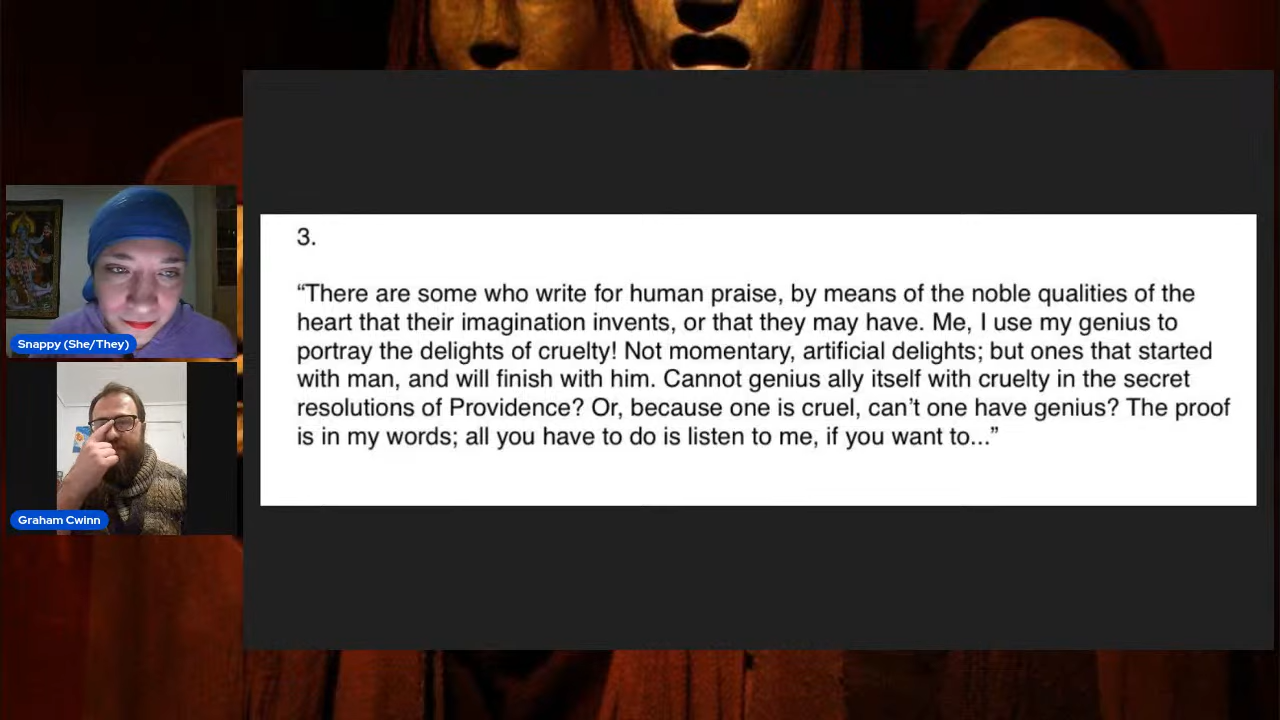 Snappy (She/They)
Graham Cwinn
3.
“There are some who write for human praise, by means of the noble qualities of the
heart that their imagination invents, or that they may have. Me, I use my genius to
portray the delights of cruelty! Not momentary, artificial delights; but ones that started
with man, and will finish with him. Cannot genius ally itself with cruelty in the secret
resolutions of Providence? Or, because one is cruel, can’t one have genius? The proof
is in my words; all you have to do is listen to me, if you want to...”